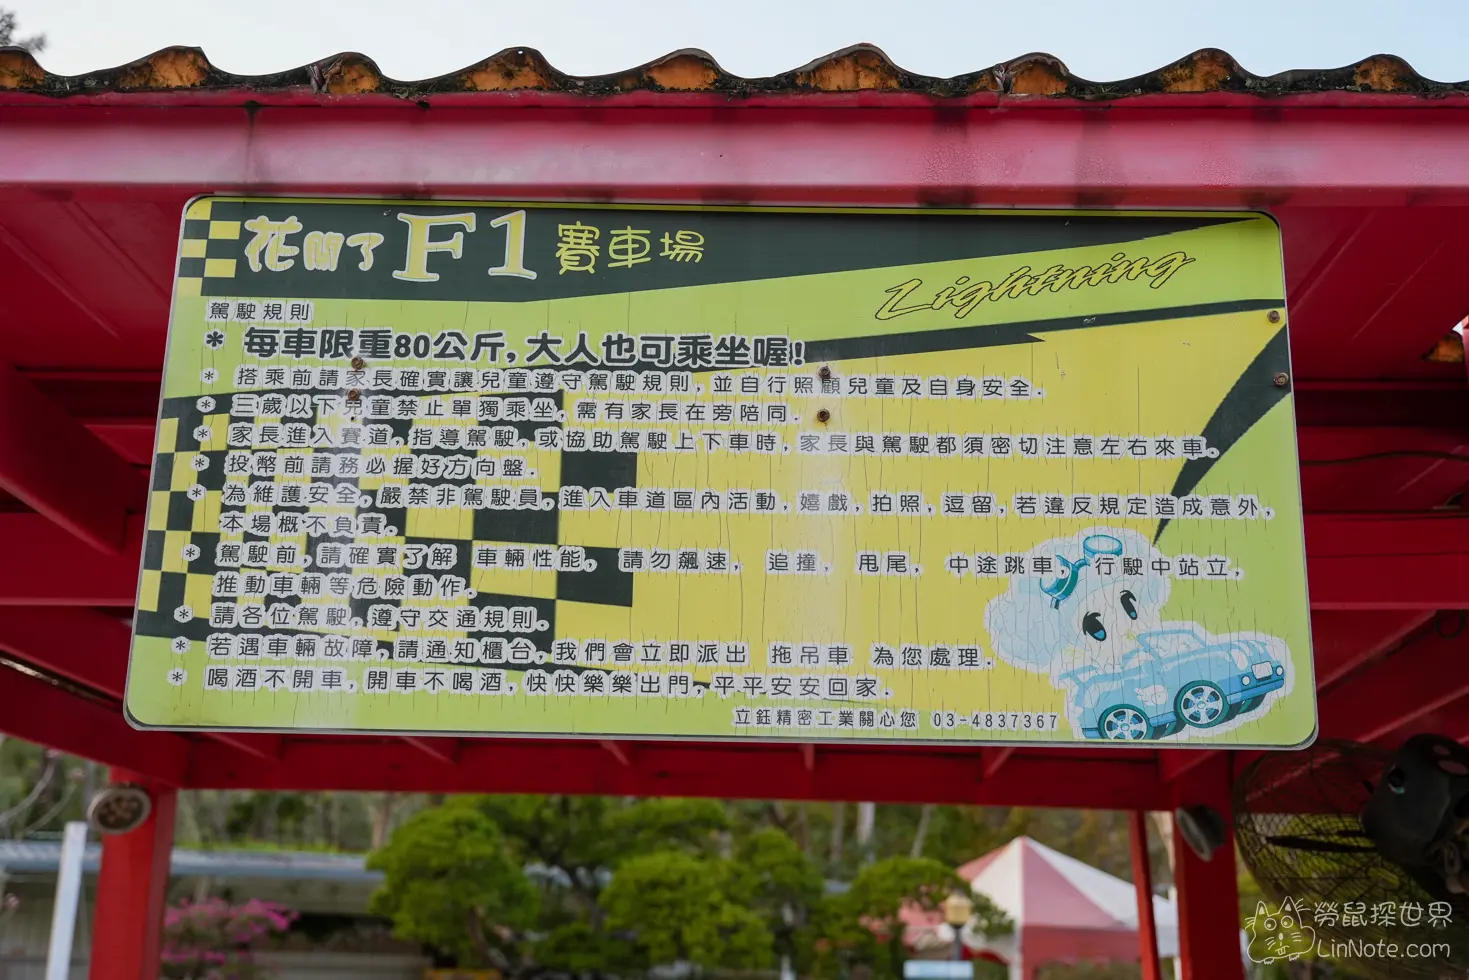 花開了F1賽車場
Lightning
駕駛規則
* 每車限重80公斤,大人也可乘坐喔!
* 搭乘前請家長確實讓兒童遵守駕駛規則,並自行照顧兒童及自身安全.
* 三歲以下兒童禁止單獨乘坐,需有家長在旁陪同.
* 家長進入賽道,指導駕駛,或協助駕駛上下車時,家長與駕駛都須密切注意左右來車。
* 投幣前請務必握好方向盤.
* 為維護安全,嚴禁非駕駛員,進入車道區內活動,嬉戲,拍照,逗留,若違反規定造成意外,
本場概不負責.
* 駕駛前,請確實了解 車輛性能。 請勿飆速, 追撞, 甩尾, 中途跳車,行駛中站立,
推動車輛等危險動作.
* 請各位駕駛,遵守交通規則。
* 若遇車輛故障,請通知櫃台,我們會立即派出 拖吊車 為您處理.
* 喝酒不開車,開車不喝酒,快快樂樂出門,平平安安回家.
立鈺精密工業關心您 03-4837367
勞鼠探世界
LinNote.com